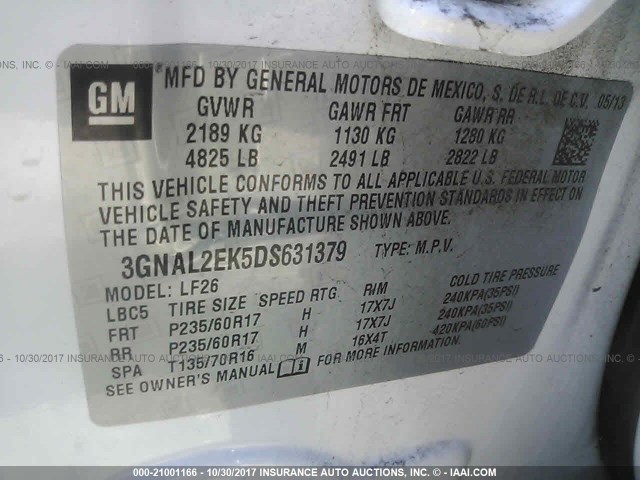 GM
*MFD BY GENERAL MOTORS DE MEXICO, S. DE R.L. DE C.V. 05/13
GVWR GAWR FRT GAWR RR
2189 KG 1130 KG 1280 KG
4825 LB 2491 LB 2822 LB
THIS VEHICLE CONFORMS TO ALL APPLICABLE U.S. FEDERAL MOTOR
VEHICLE SAFETY AND THEFT PREVENTION STANDARDS IN EFFECT ON
THE DATE OF MANUFACTURE SHOWN ABOVE.
3GNAL2EK5DS631379 TYPE: M.P.V.
MODEL: LF26
LBC5 TIRE SIZE SPEED RTG RIM COLD TIRE PRESSURE
FRT P235/60R17 H 17X7J 240KPA(35PSI)
RR P235/60R17 H 17X7J 240KPA(35PSI)
SPA T135/70R16 M 16X4T 420KPA(60PSI)
SEE OWNER'S MANUAL FOR MORE INFORMATION.
000-21001166 - 10/30/2017 INSURANCE AUTO AUCTIONS, INC. - © IAAI.COM